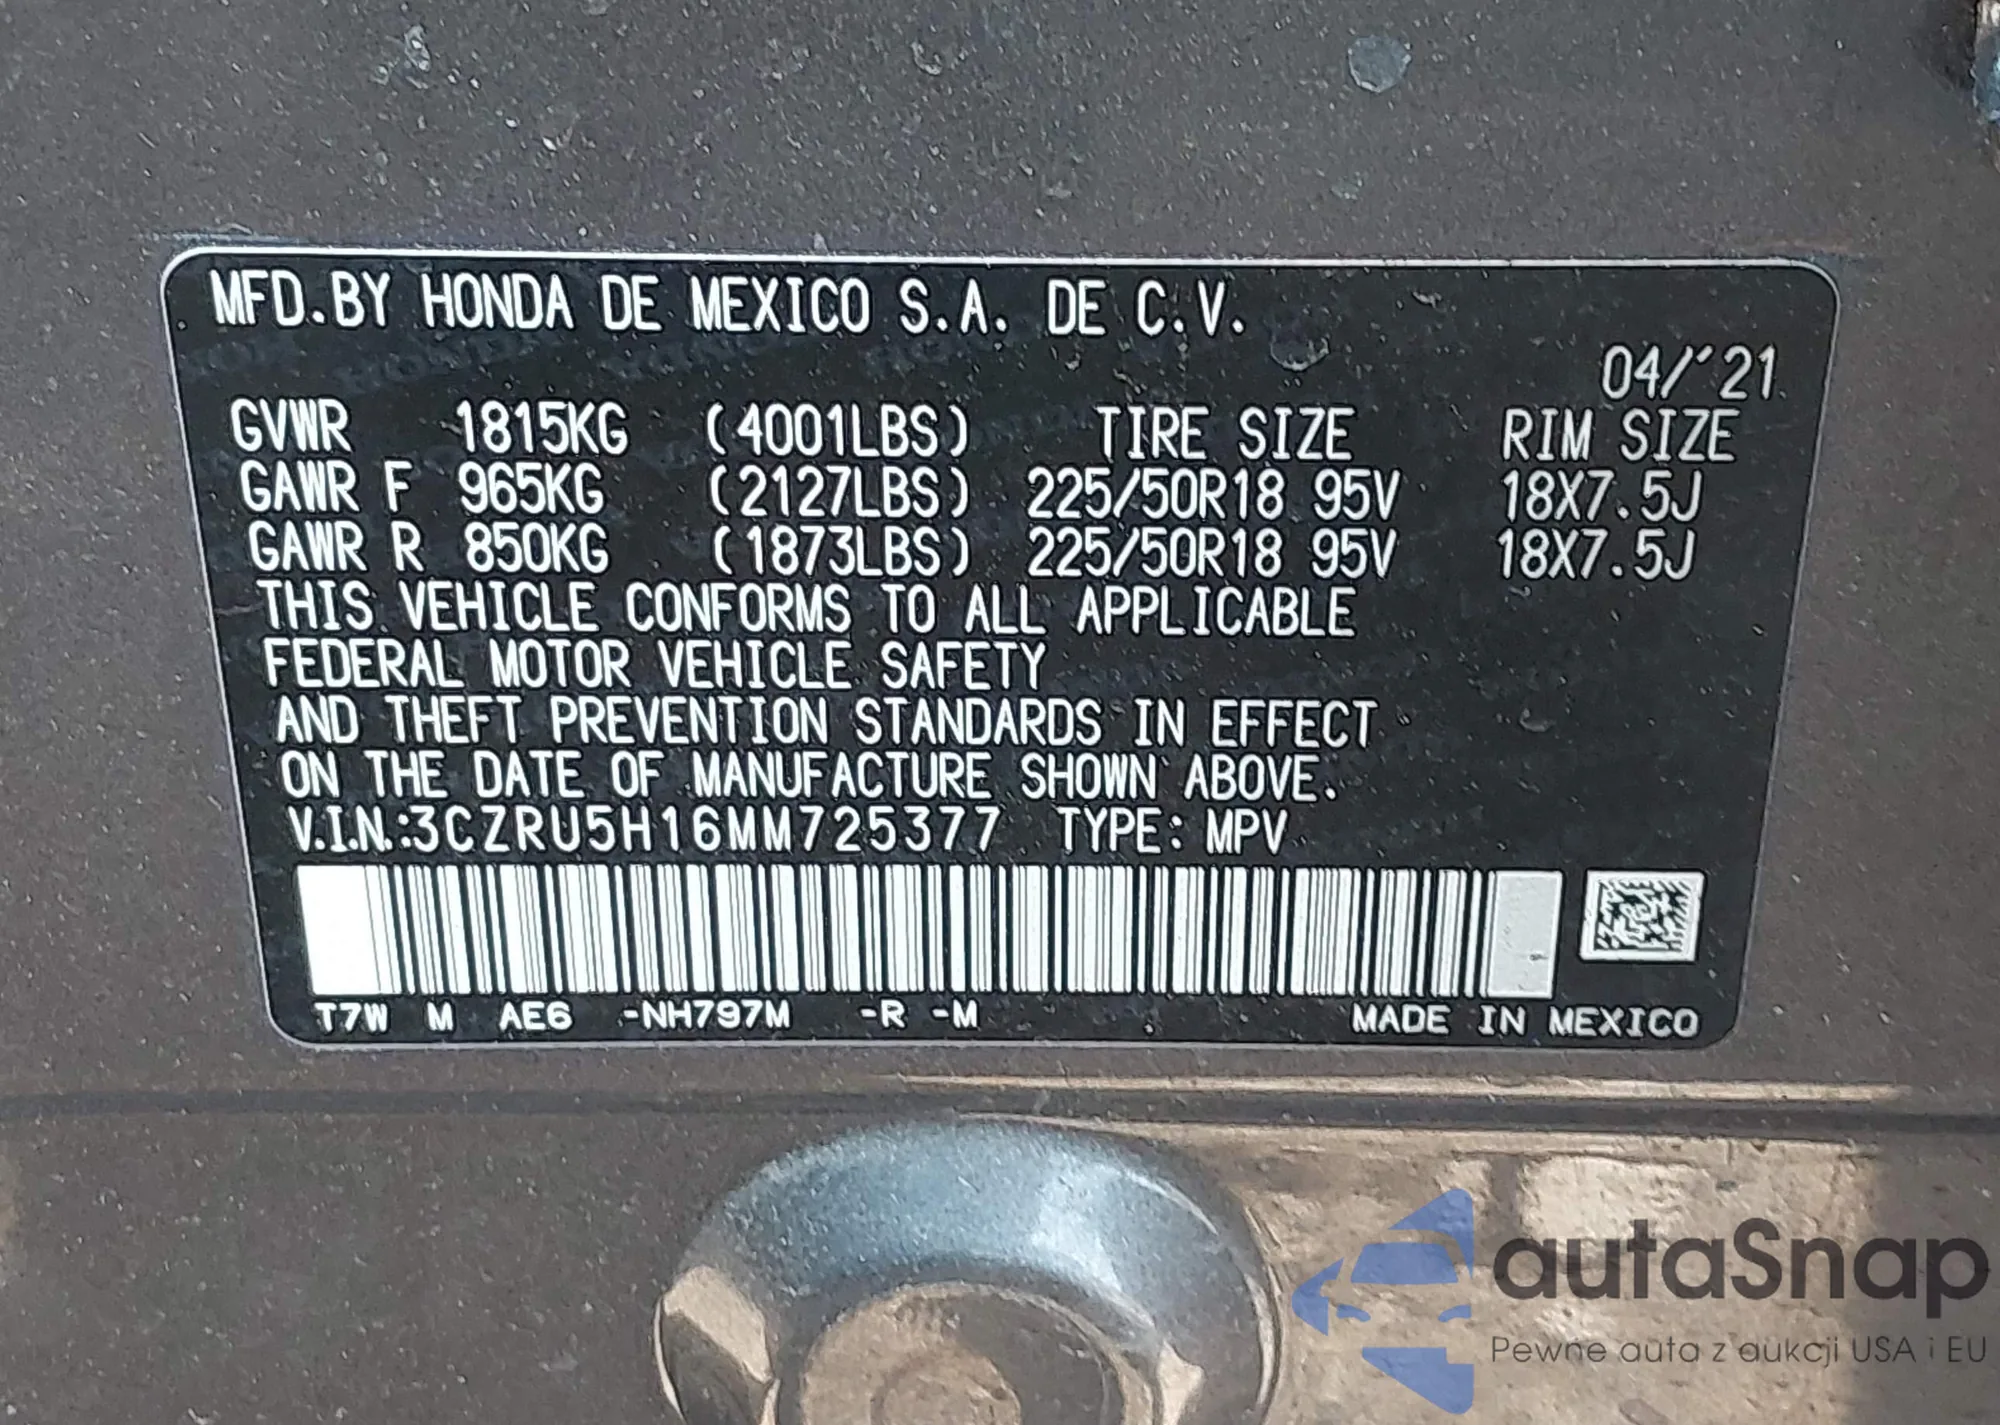 MFD.BY HONDA DE MEXICO S.A. DE C.V.
04/'21
GVWR 1815KG (4001LBS) TIRE SIZE RIM SIZE
GAWR F 965KG (2127LBS) 225/50R18 95V 18X7.5J
GAWR R 850KG (1873LBS) 225/50R18 95V 18X7.5J
THIS VEHICLE CONFORMS TO ALL APPLICABLE
FEDERAL MOTOR VEHICLE SAFETY
AND THEFT PREVENTION STANDARDS IN EFFECT
ON THE DATE OF MANUFACTURE SHOWN ABOVE.
V.I.N.:3CZRU5H16MM725377 TYPE: MPV
T7W M AE6 -NH797M -R -M MADE IN MEXICO
autaSnap
Pewne auta z aukcji USA i EU